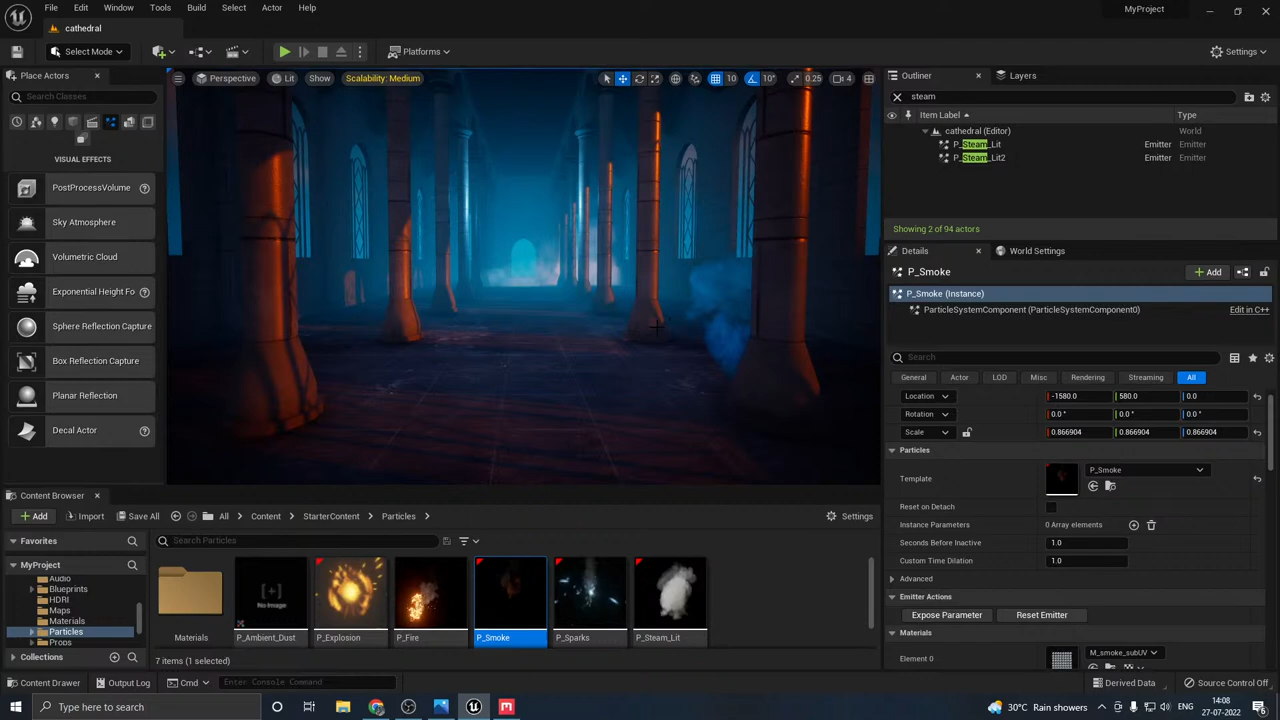 File
Edit
Window
Tools
Build
Select
Actor
Help
MyProject
cathedral
Select Mode
Platforms
Settings
Place Actors
Search Classes
VISUAL EFFECTS
PostProcessVolume
Sky Atmosphere
Volumetric Cloud
Exponential Height Fo
Sphere Reflection Capture
Box Reflection Capture
Planar Reflection
Decal Actor
Perspective
Lit
Show
Scalability: Medium
10
10°
0.25
4
Outliner
Layers
steam
Item Label
Type
cathedral (Editor)
World
P_Steam_Lit
Emitter
Emitter
P_Steam_Lit2
Emitter
Emitter
Showing 2 of 94 actors
Details
World Settings
P_Smoke
Add
P_Smoke (Instance)
ParticleSystemComponent (ParticleSystemComponent0)
Edit in C++
Search
General
Actor
LOD
Misc
Rendering
Streaming
All
Location
-1580.0
580.0
0.0
Rotation
0.0 °
0.0 °
0.0 °
Scale
0.866904
0.866904
0.866904
Particles
Template
P_Smoke
Reset on Detach
Instance Parameters
0 Array elements
Seconds Before Inactive
1.0
Custom Time Dilation
1.0
Advanced
Emitter Actions
Expose Parameter
Reset Emitter
Materials
Element 0
M_smoke_subUV
Content Browser
Add
Import
Save All
All
Content
StarterContent
Particles
Settings
Favorites
MyProject
Audio
Blueprints
HDRI
Maps
Materials
Particles
Props
Collections
Search Particles
No Image
Materials
P_Ambient_Dust
P_Explosion
P_Fire
P_Smoke
P_Sparks
P_Steam_Lit
7 items (1 selected)
Content Drawer
Output Log
Cmd
Enter Console Command
Derived Data
Source Control Off
Type here to search
30°C Rain showers
ENG
14:08
27-07-2022